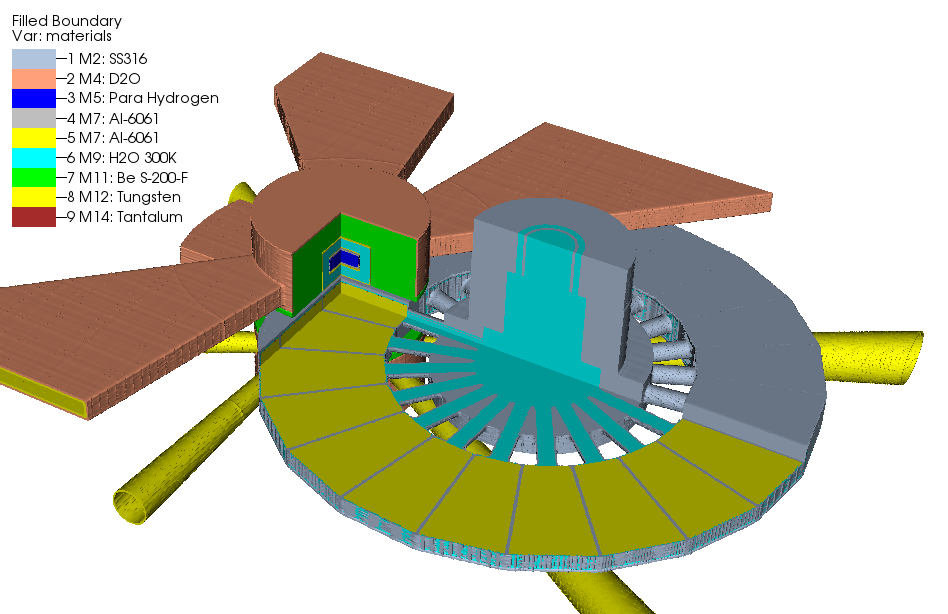 Filled Boundary
Var: materials
1 M2: SS316
2 M4: D2O
3 M5: Para Hydrogen
4 M7: Al-6061
5 M7: Al-6061
6 M9: H2O 300K
7 M11: Be S-200-F
8 M12: Tungsten
9 M14: Tantalum